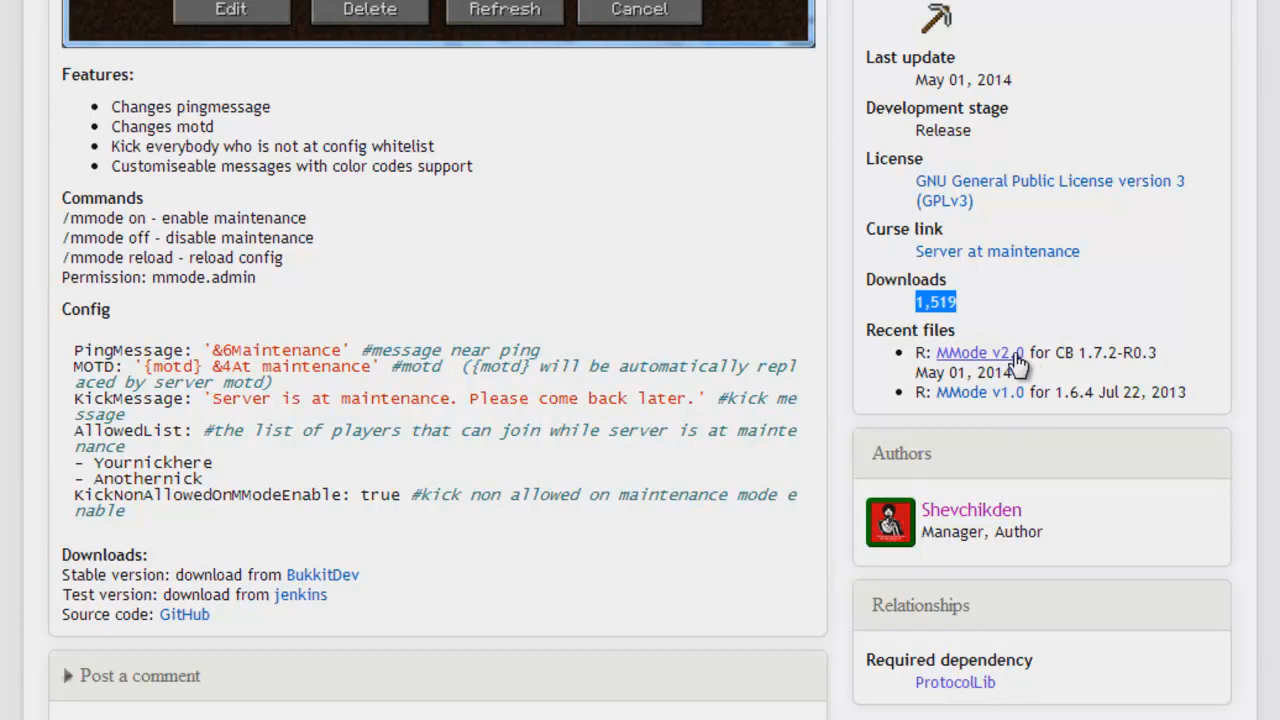 Edit Delete Refresh Cancel
Features:
Changes pingmessage
Changes motd
Kick everybody who is not at config whitelist
Customiseable messages with color codes support
Commands
/mmode on - enable maintenance
/mmode off - disable maintenance
/mmode reload - reload config
Permission: mmode.admin
Config
PingMessage: '&6Maintenance' #message near ping
MOTD: '{motd} &4At maintenance' #motd  ({motd} will be automatically repl
aced by server motd)
KickMessage: 'Server is at maintenance. Please come back later.' #kick me
ssage
AllowedList: #the list of players that can join while server is at mainte
nance
- Yournickhere
- Anothernick
KickNonAllowedOnMModeEnable: true #kick non allowed on maintenance mode e
nable
Downloads:
Stable version: download from BukkitDev
Test version: download from jenkins
Source code: GitHub
Post a comment
Last update
May 01, 2014
Development stage
Release
License
GNU General Public License version 3
(GPLv3)
Curse link
Server at maintenance
Downloads
1,519
Recent files
R: MMode v2.0 for CB 1.7.2-R0.3
May 01, 2014
R: MMode v1.0 for 1.6.4 Jul 22, 2013
Authors
Shevchikden
Manager, Author
Relationships
Required dependency
ProtocolLib